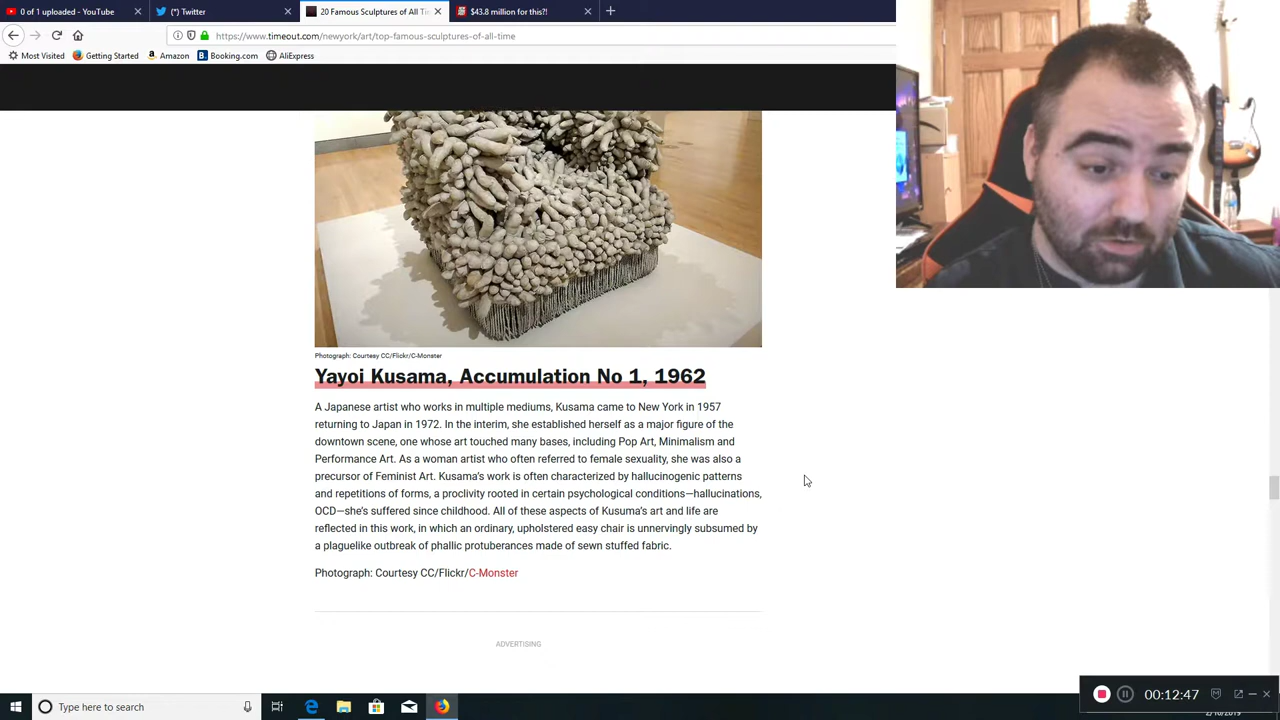 0 of 1 uploaded - YouTube
(*) Twitter
20 Famous Sculptures of All Ti
$43.8 million for this?!
https://www.timeout.com/newyork/art/top-famous-sculptures-of-all-time
Most Visited
Getting Started
Amazon
Booking.com
AliExpress
Photograph: Courtesy CC/Flickr/C-Monster
Yayoi Kusama, Accumulation No 1, 1962
A Japanese artist who works in multiple mediums, Kusama came to New York in 1957
returning to Japan in 1972. In the interim, she established herself as a major figure of the
downtown scene, one whose art touched many bases, including Pop Art, Minimalism and
Performance Art. As a woman artist who often referred to female sexuality, she was also a
precursor of Feminist Art. Kusama's work is often characterized by hallucinogenic patterns
and repetitions of forms, a proclivity rooted in certain psychological conditions—hallucinations,
OCD—she's suffered since childhood. All of these aspects of Kusuma's art and life are
reflected in this work, in which an ordinary, upholstered easy chair is unnervingly subsumed by
a plaguelike outbreak of phallic protuberances made of sewn stuffed fabric.
Photograph: Courtesy CC/Flickr/C-Monster
ADVERTISING
Type here to search
00:12:47